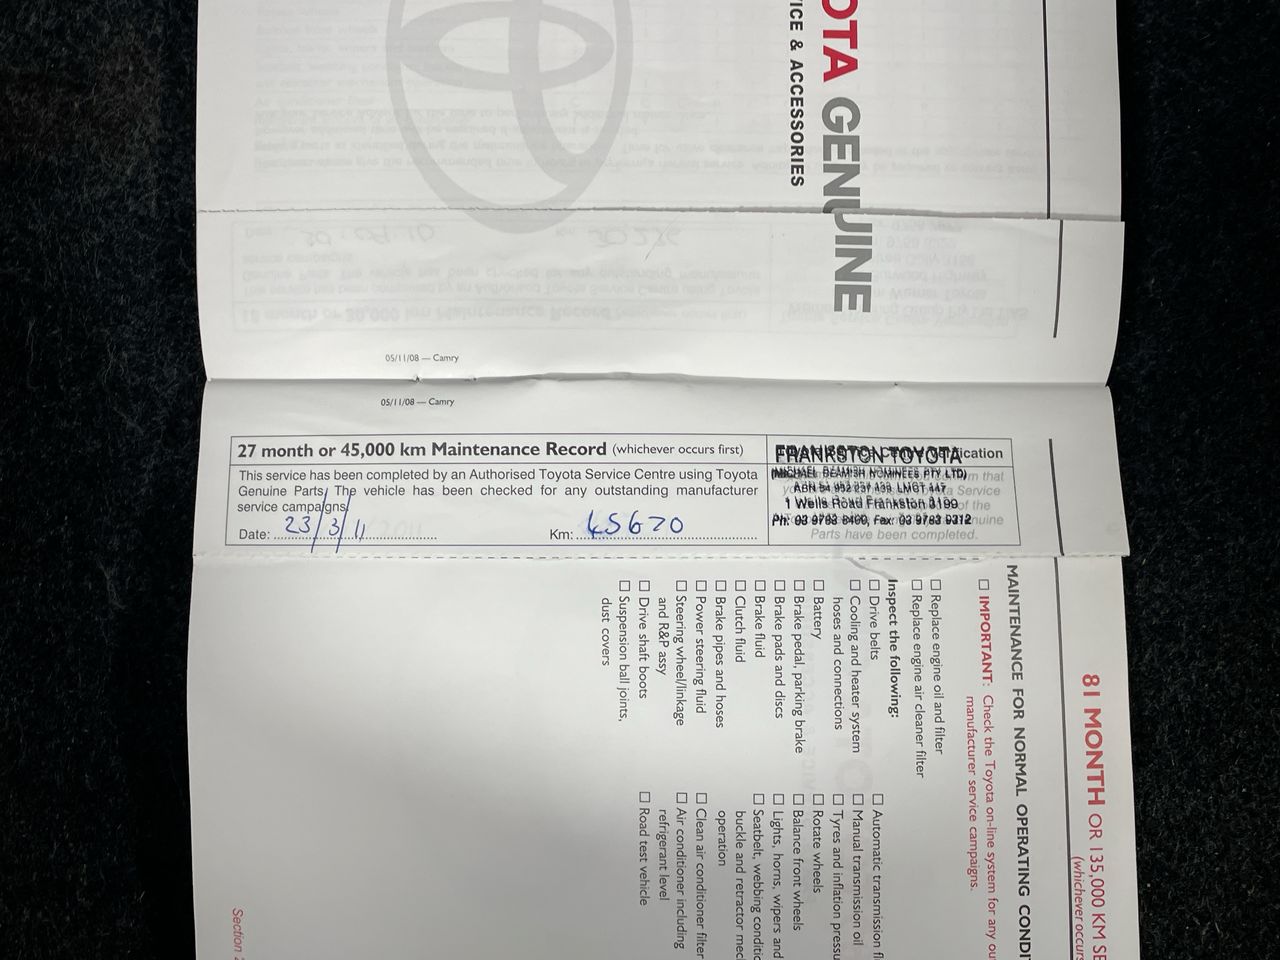 OTA GENUINE
ICE & ACCESSORIES
05/11/08 — Camry
05/11/08 — Camry
27 month or 45,000 km Maintenance Record (whichever occurs first)
This service has been completed by an Authorised Toyota Service Centre using Toyota
Genuine Parts. The vehicle has been checked for any outstanding manufacturer
service campaigns.
Date: 23/3/11 Km: 45670
FRANKSTON TOYOTA
(MICHAEL BEAMISH NOMINEES PTY LTD)
1 Wells Road Frankston 3199
Ph: 03 9783 8400, Fax: 03 9783 9312
Parts have been completed.
81 MONTH OR 135,000 KM SE
(whichever occurs
MAINTENANCE FOR NORMAL OPERATING CONDIT
☐ IMPORTANT: Check the Toyota on-line system for any ou
manufacturer service campaigns.
☐ Replace engine oil and filter
☐ Replace engine air cleaner filter
Inspect the following:
☐ Drive belts
☐ Cooling and heater system
hoses and connections
☐ Battery
☐ Brake pedal, parking brake
☐ Brake pads and discs
☐ Brake fluid
☐ Clutch fluid
☐ Brake pipes and hoses
☐ Power steering fluid
☐ Steering wheel/linkage
and R&P assy
☐ Drive shaft boots
☐ Suspension ball joints,
dust covers
☐ Automatic transmission fl
☐ Manual transmission oil
☐ Tyres and inflation pressu
☐ Rotate wheels
☐ Balance front wheels
☐ Lights, horns, wipers and
☐ Seatbelt, webbing conditio
buckle and retractor mec
operation
☐ Clean air conditioner filter
☐ Air conditioner including
refrigerant level
☐ Road test vehicle
Section 2